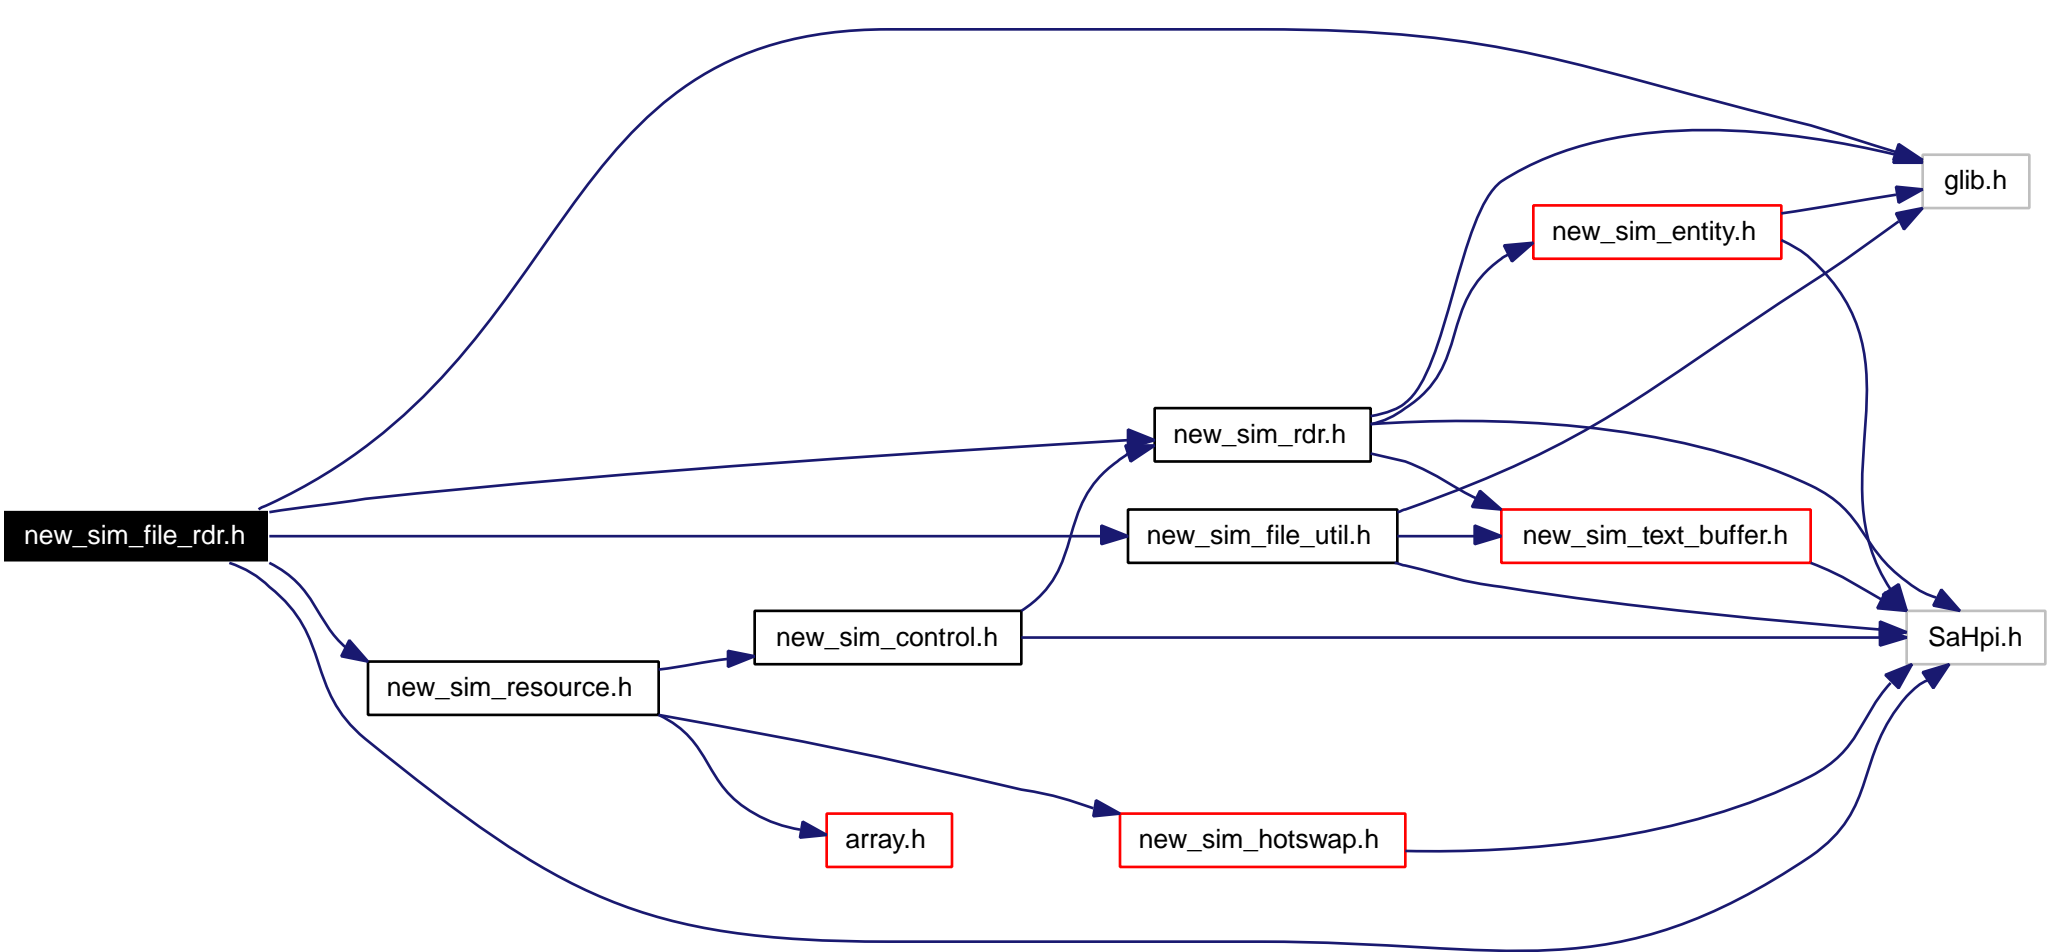 glib.h
new_sim_entity.h
new_sim_rdr.h
new_sim_file_rdr.h
new_sim_file_util.h
new_sim_text_buffer.h
new_sim_control.h
SaHpi.h
new_sim_resource.h
array.h
new_sim_hotswap.h